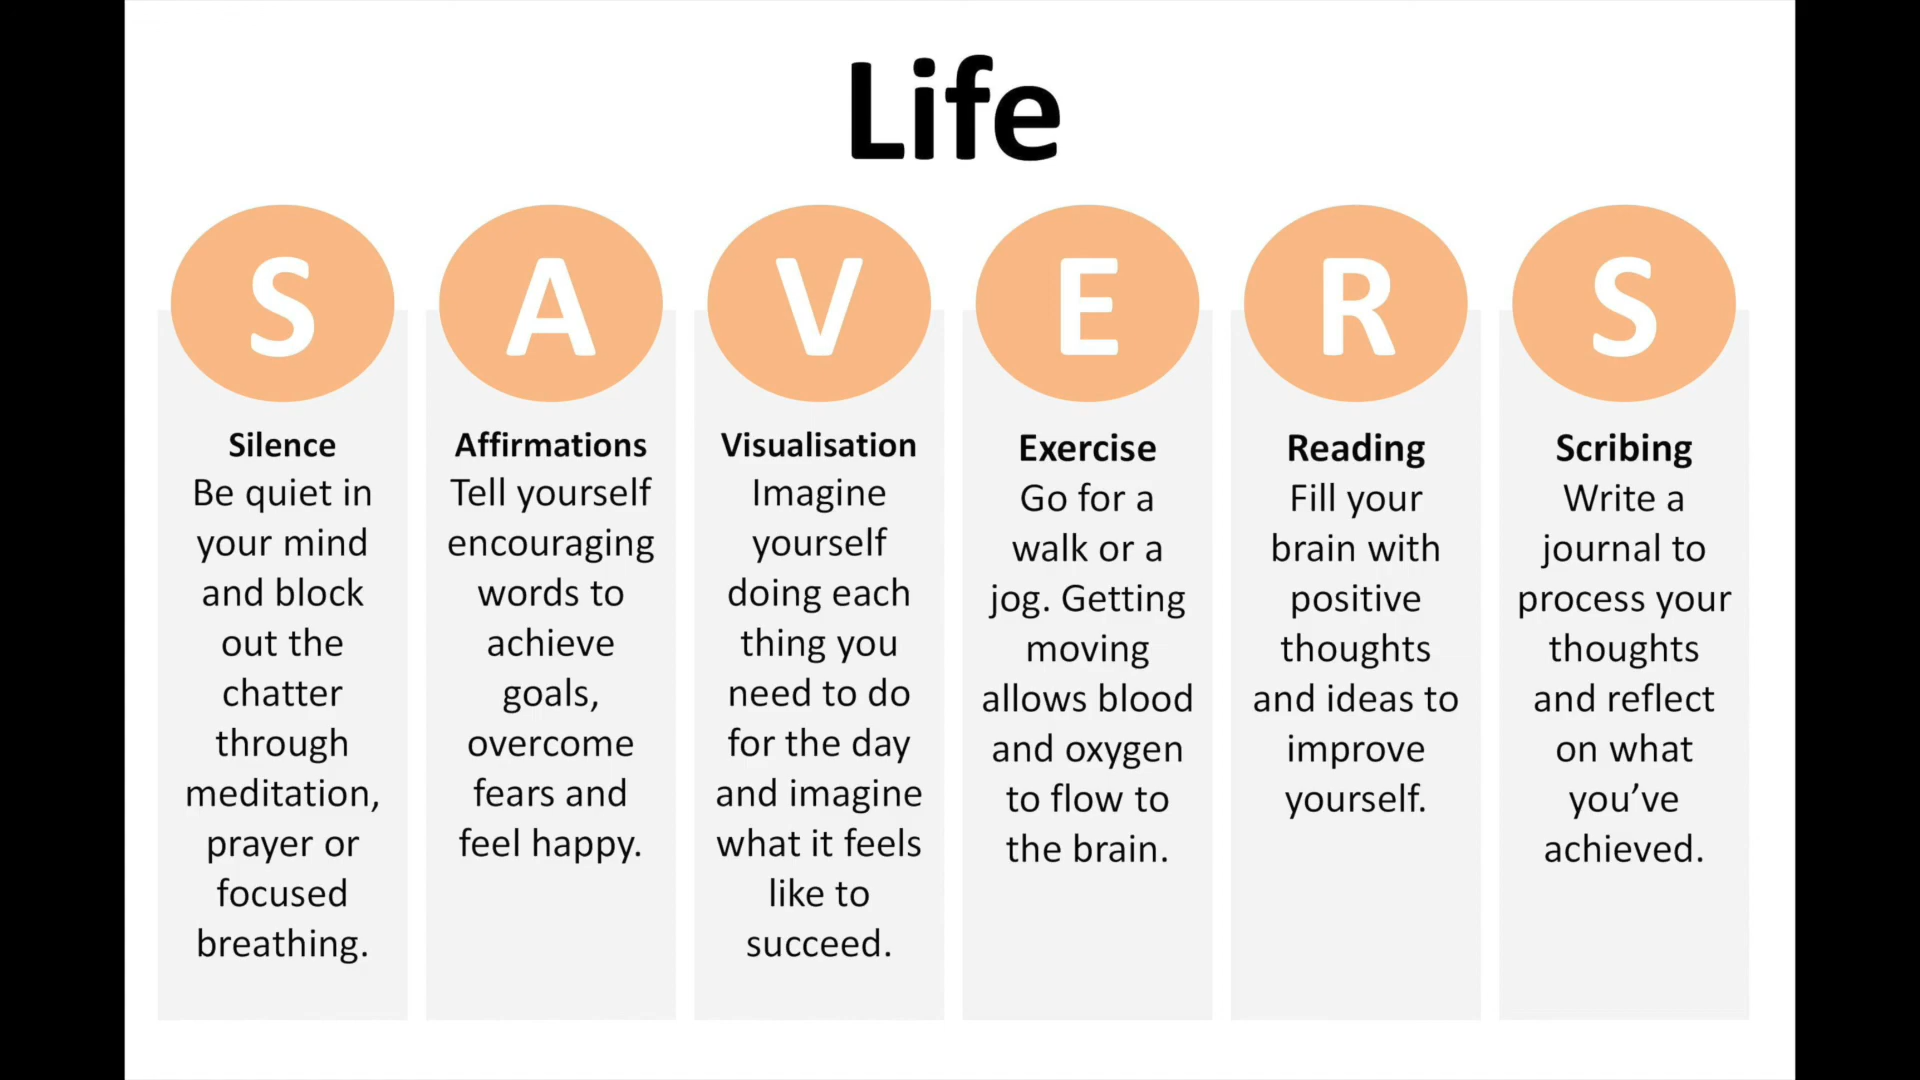 Life
S
Silence
Be quiet in
your mind
and block
out the
chatter
through
meditation,
prayer or
focused
breathing.
A
Affirmations
Tell yourself
encouraging
words to
achieve
goals,
overcome
fears and
feel happy.
V
Visualisation
Imagine
yourself
doing each
thing you
need to do
for the day
and imagine
what it feels
like to
succeed.
E
Exercise
Go for a
walk or a
jog. Getting
moving
allows blood
and oxygen
to flow to
the brain.
R
Reading
Fill your
brain with
positive
thoughts
and ideas to
improve
yourself.
S
Scribing
Write a
journal to
process your
thoughts
and reflect
on what
you’ve
achieved.